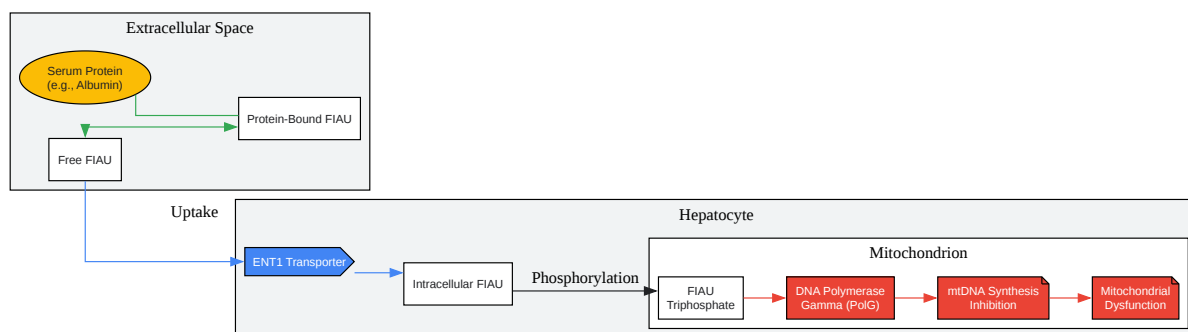 Extracellular Space
Serum Protein
(e.g., Albumin)
Protein-Bound FIAU
Free FIAU
Uptake
Hepatocyte
ENT1 Transporter
Intracellular FIAU
Phosphorylation
Mitochondrion
FIAU
Triphosphate
DNA Polymerase
Gamma (PolG)
mtDNA Synthesis
Inhibition
Mitochondrial
Dysfunction